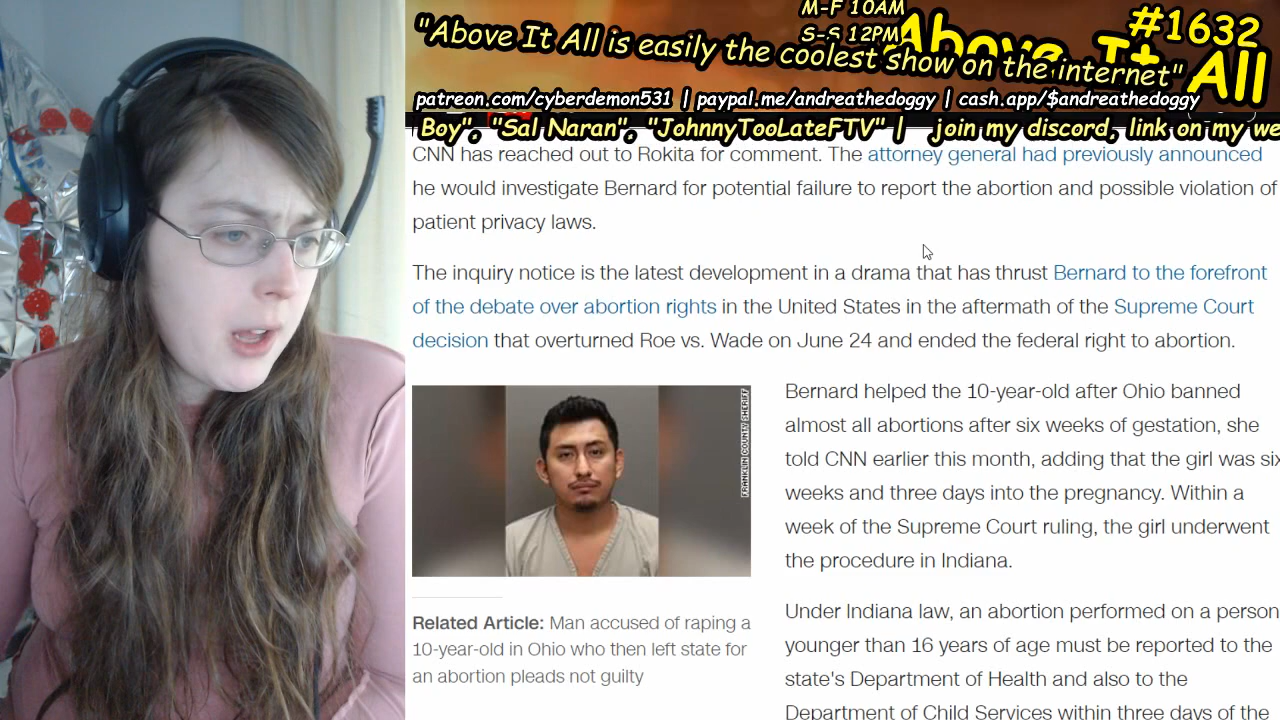 M-F 10AM
S-S 12PM
Above It All
#1632
"Above It All is easily the coolest show on the internet"
patreon.com/cyberdemon531 | paypal.me/andreathedoggy | cash.app/$andreathedoggy
Boy", "Sal Naran", "JohnnyTooLateFTV" | join my discord, link on my we
CNN has reached out to Rokita for comment. The attorney general had previously announced
he would investigate Bernard for potential failure to report the abortion and possible violation of
patient privacy laws.
The inquiry notice is the latest development in a drama that has thrust Bernard to the forefront
of the debate over abortion rights in the United States in the aftermath of the Supreme Court
decision that overturned Roe vs. Wade on June 24 and ended the federal right to abortion.
FRANKLIN COUNTY SHERIFF
Related Article: Man accused of raping a
10-year-old in Ohio who then left state for
an abortion pleads not guilty
Bernard helped the 10-year-old after Ohio banned
almost all abortions after six weeks of gestation, she
told CNN earlier this month, adding that the girl was six
weeks and three days into the pregnancy. Within a
week of the Supreme Court ruling, the girl underwent
the procedure in Indiana.
Under Indiana law, an abortion performed on a person
younger than 16 years of age must be reported to the
state's Department of Health and also to the
Department of Child Services within three days of the